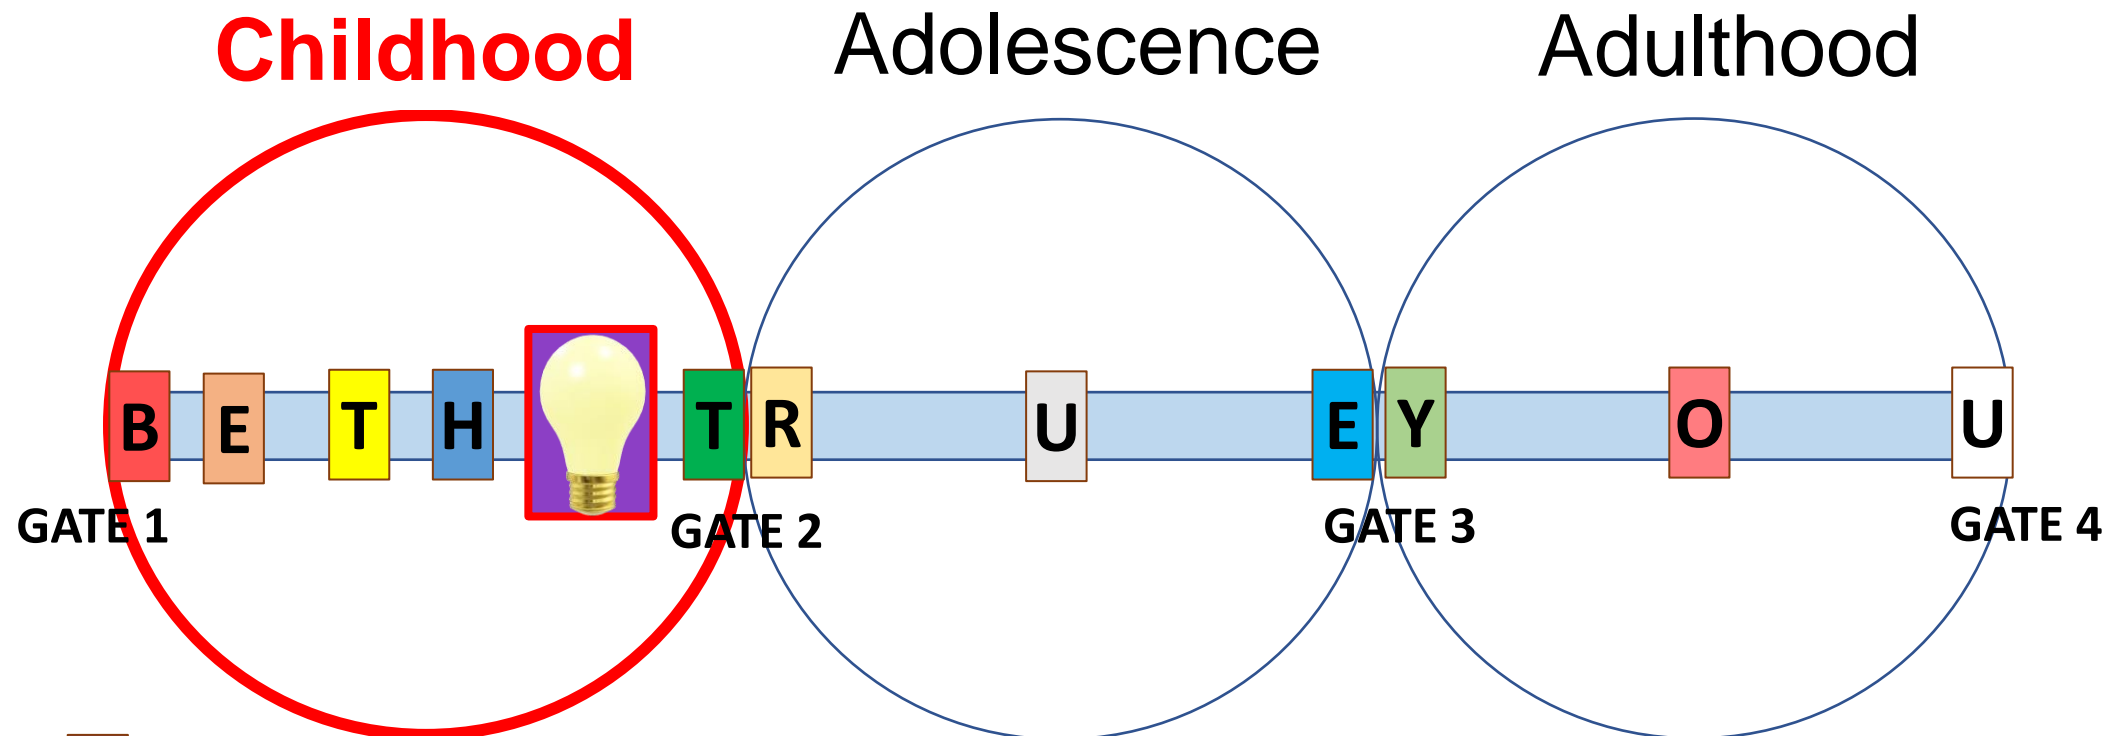 Childhood Adolescence Adulthood
B E T H T R U E Y O U
GATE 1 GATE 2 GATE 3 GATE 4